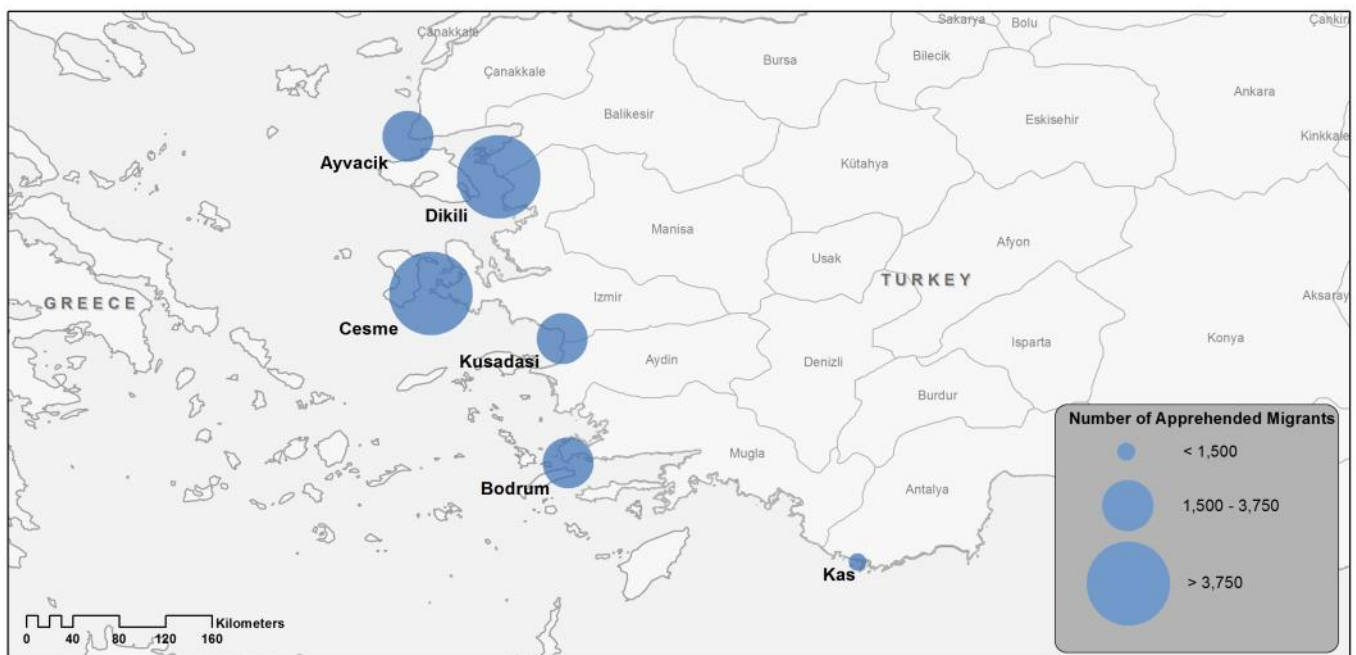 Sakarya
Bolu
Çankiri
Çanakkale
Bilecik
Bursa
Çanakkale
Ankara
Balikesir
Eskisehir
Kinkkale
Ayvacik
Kütahya
Dikili
Manisa
Afyon
Usak
TURKEY
GREECE
Izmir
Aksaray
Cesme
Konya
Isparta
Kusadasi
Aydin
Denizli
Burdur
Number of Apprehended Migrants
< 1,500
Mugla
Bodrum
Antalya
1,500 - 3,750
Kas
> 3,750
Kilometers
0 40 80 120 160